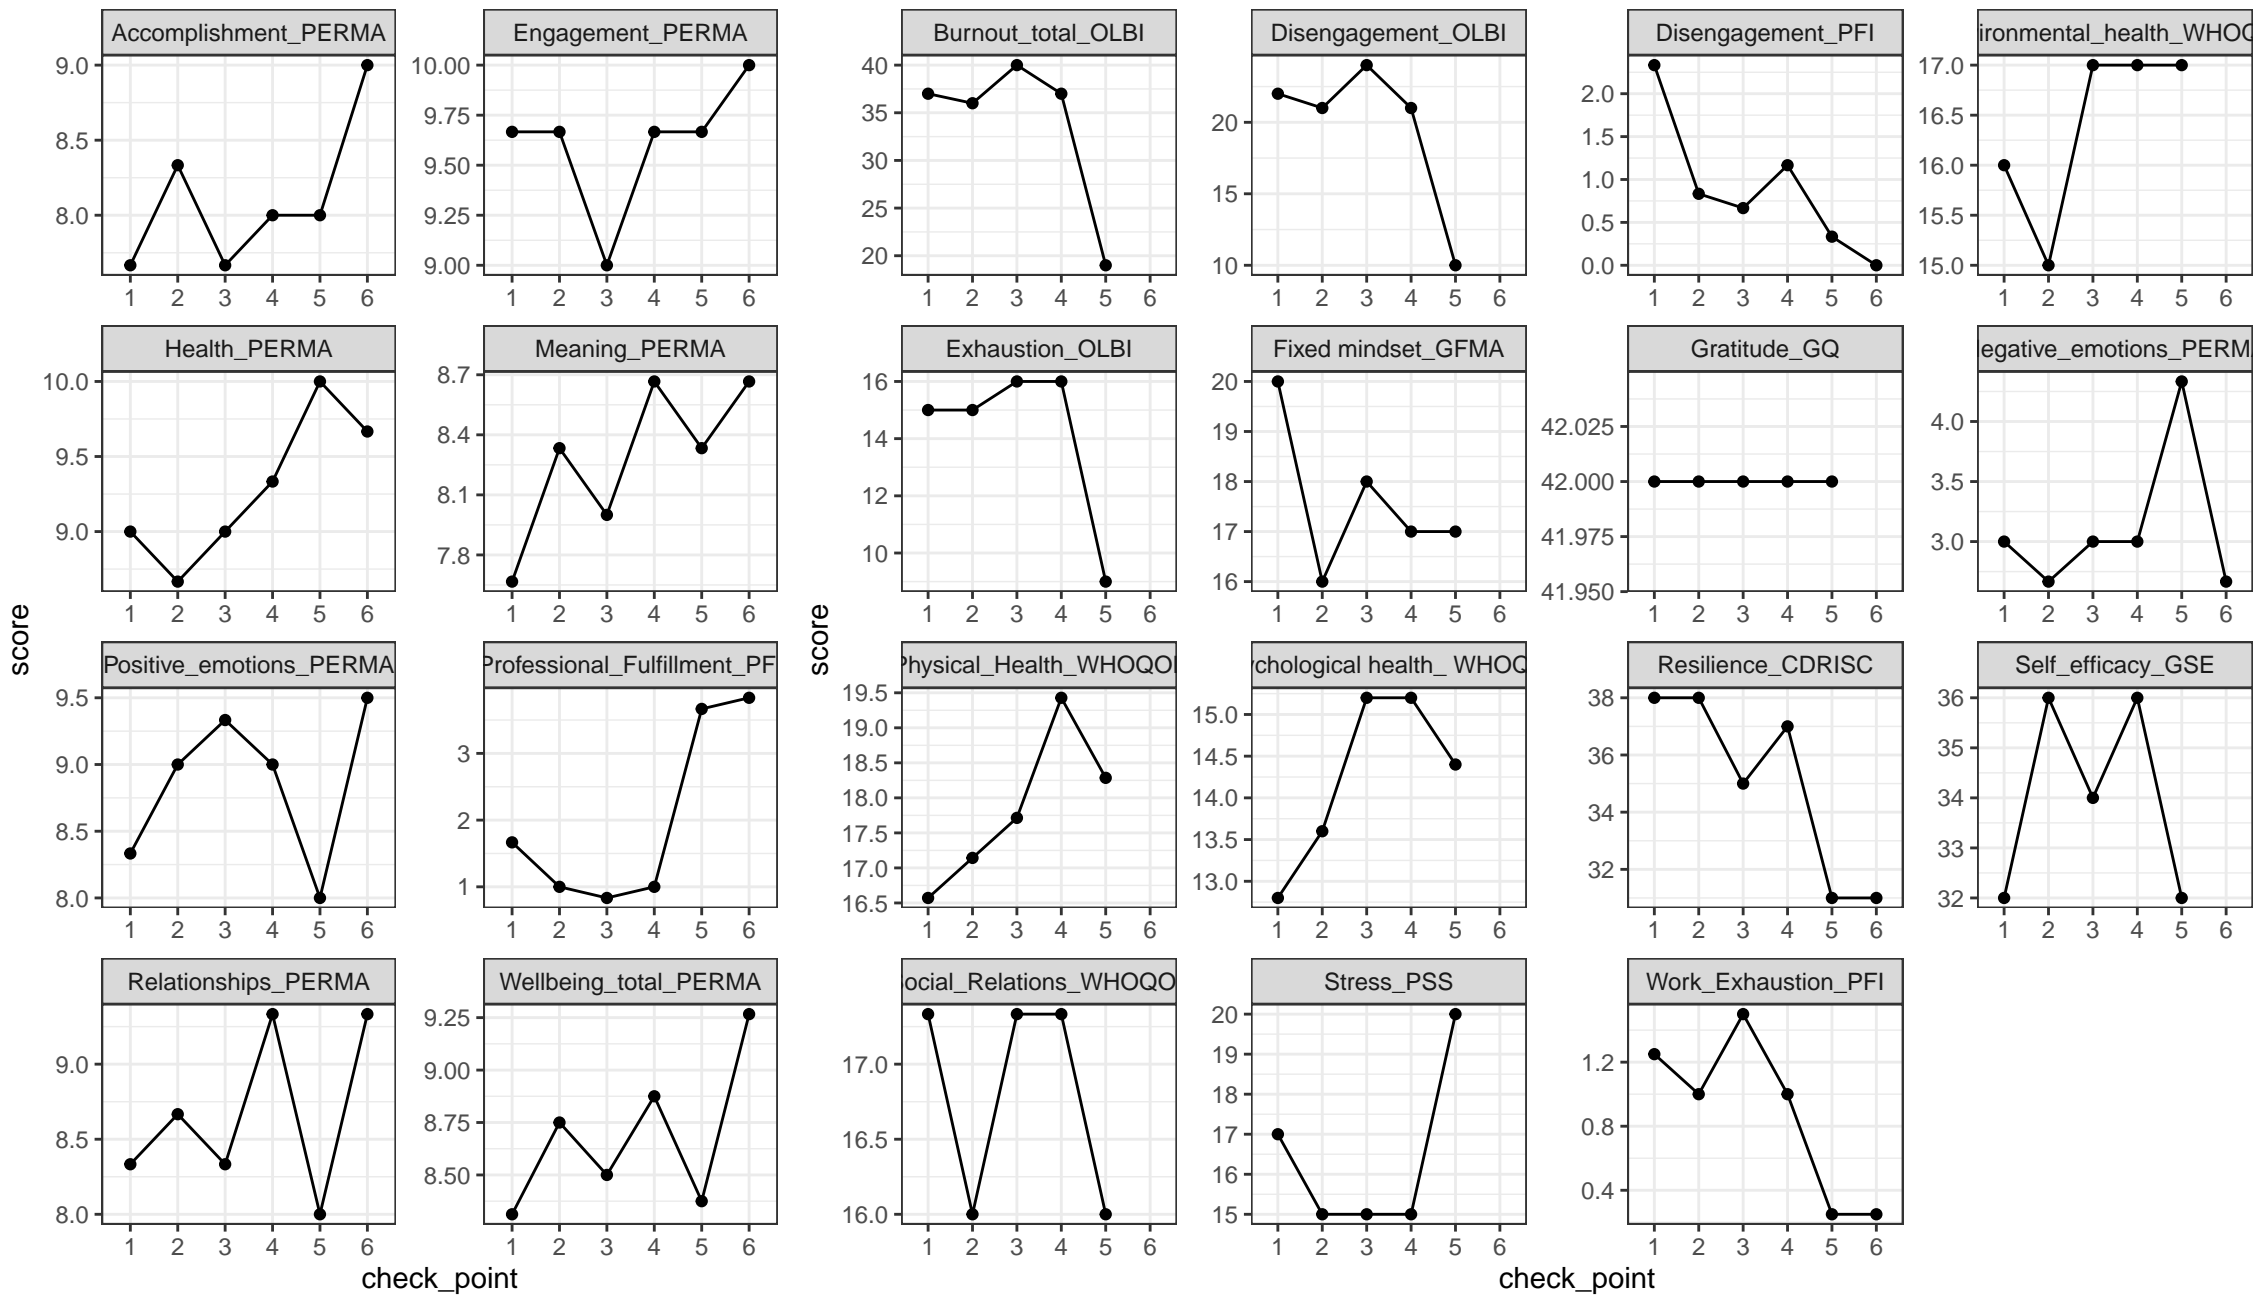 Accomplishment_PERMA
9.0
8.5
8.0
1 2 3 4 5 6
Engagement_PERMA
10.00
9.75
9.50
9.25
9.00
1 2 3 4 5 6
Health_PERMA
10.0
9.5
9.0
1 2 3 4 5 6
Meaning_PERMA
8.7
8.4
8.1
7.8
1 2 3 4 5 6
score
Positive_emotions_PERMA
9.5
9.0
8.5
8.0
1 2 3 4 5 6
Professional_Fulfillment_PF
3
2
1
1 2 3 4 5 6
Relationships_PERMA
9.0
8.5
8.0
1 2 3 4 5 6
Wellbeing_total_PERMA
9.25
9.00
8.75
8.50
1 2 3 4 5 6
check_point
Burnout_total_OLBI
40
35
30
25
20
1 2 3 4 5 6
Disengagement_OLBI
20
15
10
1 2 3 4 5 6
Disengagement_PFI
2.0
1.5
1.0
0.5
0.0
1 2 3 4 5 6
ironmental_health_WHOQ
17.0
16.5
16.0
15.5
15.0
1 2 3 4 5 6
Exhaustion_OLBI
16
14
12
10
1 2 3 4 5 6
Fixed mindset_GFMA
20
19
18
17
16
1 2 3 4 5 6
Gratitude_GQ
42.025
42.000
41.975
41.950
1 2 3 4 5 6
egative_emotions_PERMA
4.0
3.5
3.0
1 2 3 4 5 6
score
Physical_Health_WHOQOL
19.5
19.0
18.5
18.0
17.5
17.0
16.5
1 2 3 4 5 6
ychological health_ WHOQ
15.0
14.5
14.0
13.5
13.0
1 2 3 4 5 6
Resilience_CDRISC
38
36
34
32
1 2 3 4 5 6
Self_efficacy_GSE
36
35
34
33
32
1 2 3 4 5 6
ocial_Relations_WHOQO
17.0
16.5
16.0
1 2 3 4 5 6
Stress_PSS
20
19
18
17
16
15
1 2 3 4 5 6
Work_Exhaustion_PFI
1.2
0.8
0.4
1 2 3 4 5 6
check_point